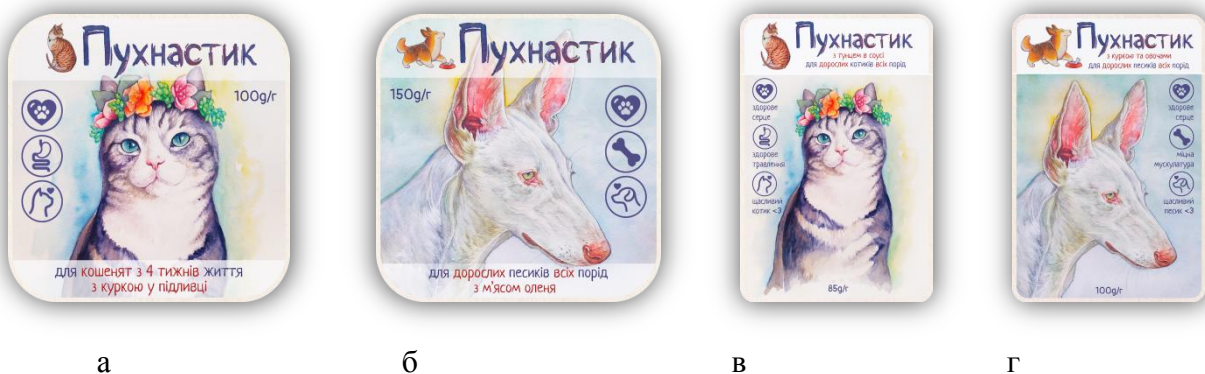 Пухнастик
100g/г
для кошенят з 4 тижнів життя
з куркою у підливці
Пухнастик
150g/г
для дорослих песиків всіх порід
з м'ясом оленя
Пухнастик
з тунцем в соусі
для дорослих котиків всіх порід
здорове
серце
здорове
травлення
щасливий
котик <3
85g/г
Пухнастик
з куркою та овочами
для дорослих песиків всіх порід
здорове
серце
міцна
мускулатура
щасливий
песик <3
100g/г
а
б
в
г